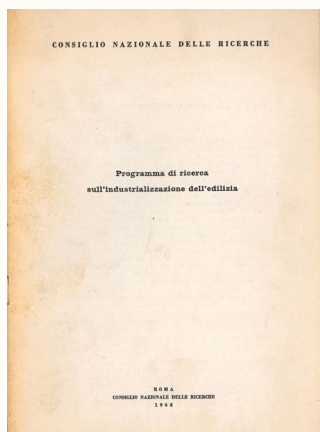 CONSIGLIO NAZIONALE DELLE RICERCHE
Programma di ricerca
sull'industrializzazione dell'edilizia
ROMA
CONSIGLIO NAZIONALE DELLE RICERCHE
1968